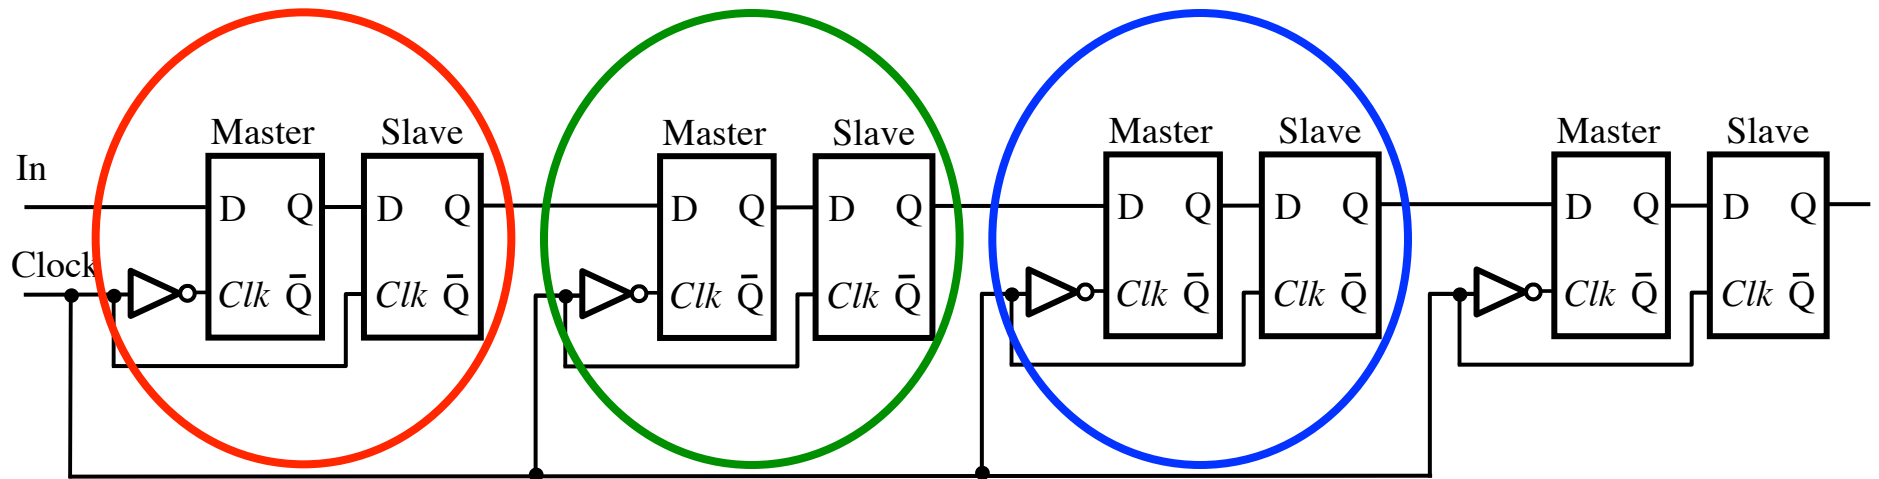 Master Slave Master Slave Master Slave Master Slave
In
D Q D Q D Q D Q D Q D Q D Q D Q
Clock
Clk Q̅ Clk Q̅ Clk Q̅ Clk Q̅ Clk Q̅ Clk Q̅ Clk Q̅ Clk Q̅